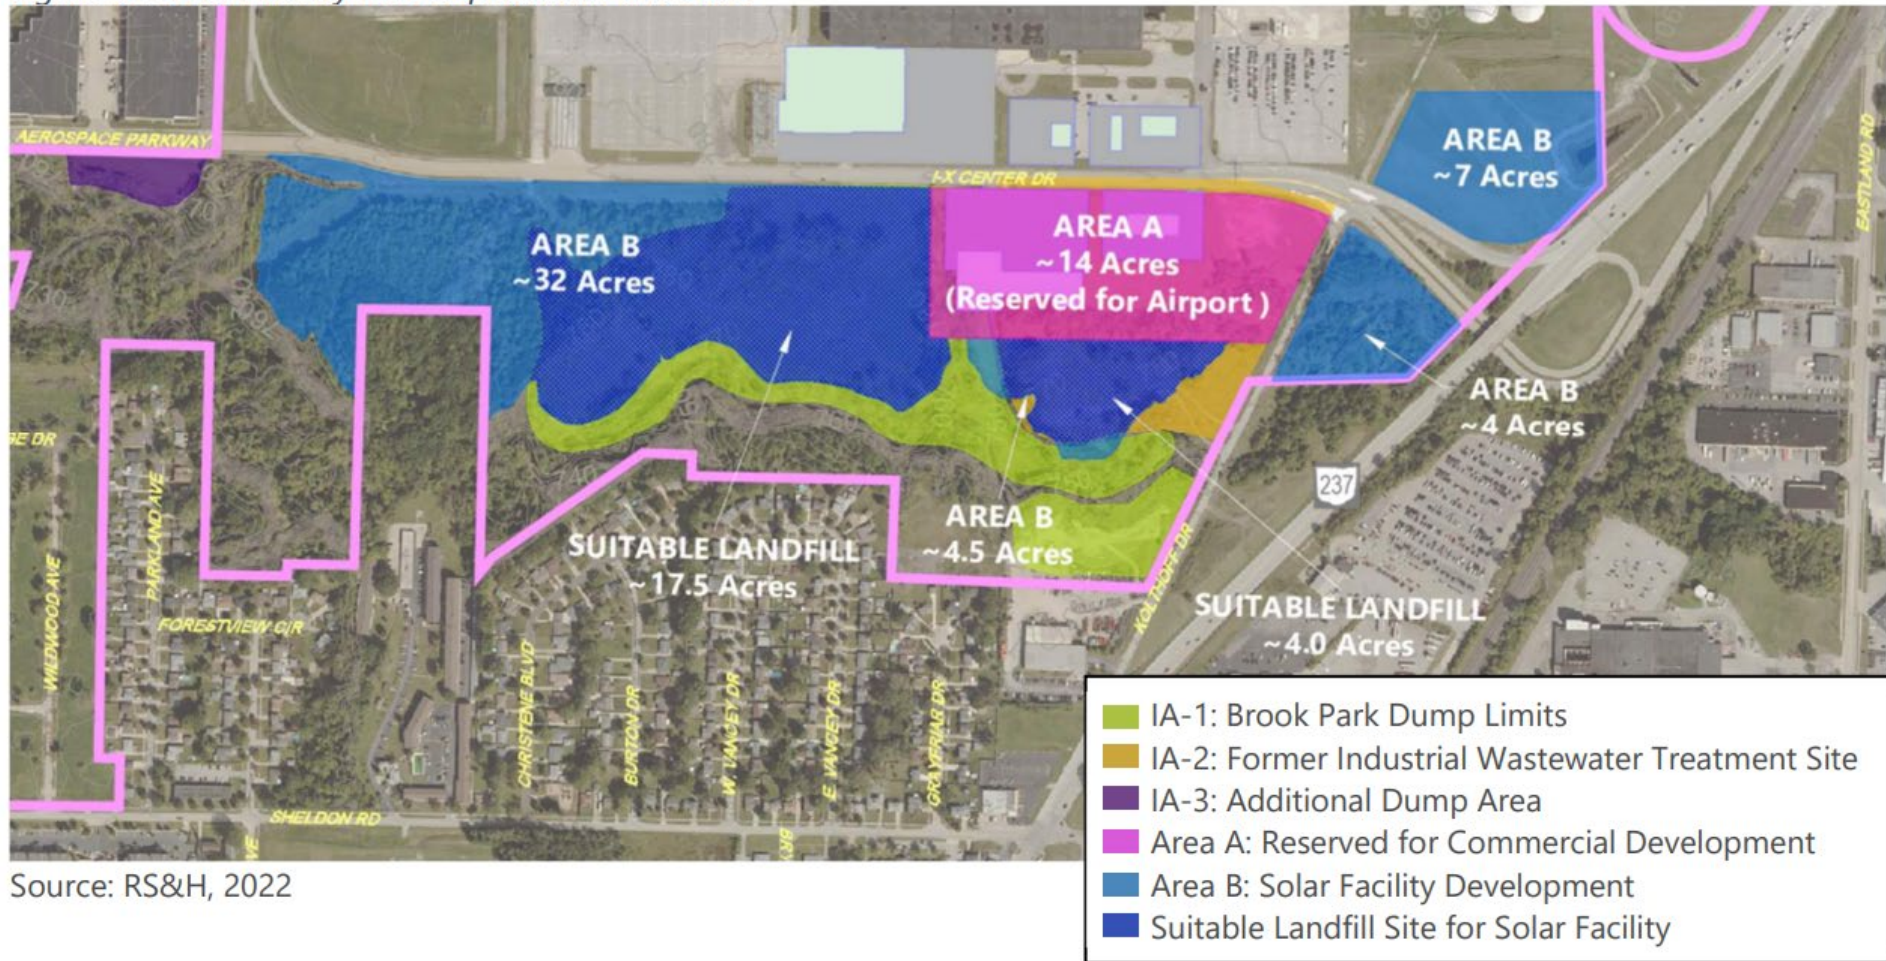 AEROSPACE PARKWAY
I-X CENTER DR
AREA B
~7 Acres
EASTLAND RD
AREA B
~32 Acres
AREA A
~14 Acres
(Reserved for Airport )
AREA B
~4 Acres
237
AREA B
~4.5 Acres
SUITABLE LANDFILL
~17.5 Acres
SUITABLE LANDFILL
~4.0 Acres
KOLTHOFF DR
GE DR
WILDWOOD AVE
PARKLAND AVE
FORESTVIEW CIR
CHRISTENE BLVD
BURTON DR
W. VANCEY DR
E. VANCEY DR
GRAYFRIAR DR
SHELDON RD
VE
RY
IA-1: Brook Park Dump Limits
IA-2: Former Industrial Wastewater Treatment Site
IA-3: Additional Dump Area
Area A: Reserved for Commercial Development
Area B: Solar Facility Development
Suitable Landfill Site for Solar Facility
Source: RS&H, 2022